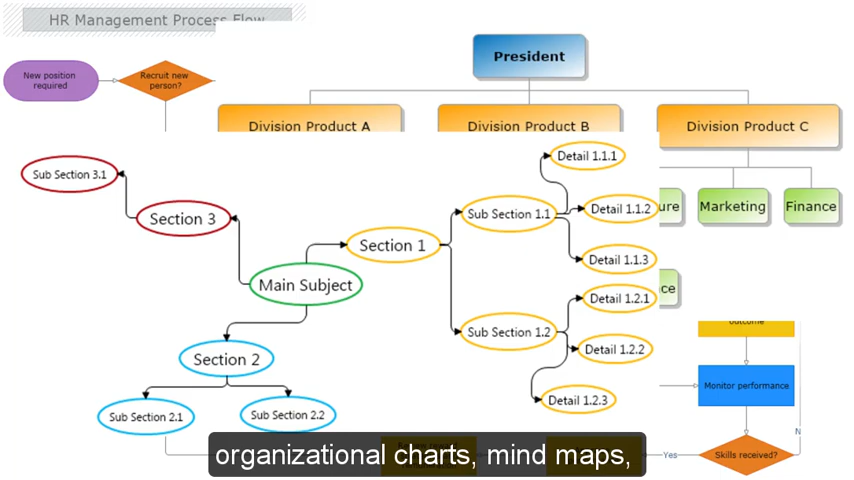 HR Management Process Flow
New position
required
Recruit new
person?
President
Division Product A
Division Product B
Division Product C
Marketing
Finance
Sub Section 3.1
Section 3
Main Subject
Section 1
Sub Section 1.1
Detail 1.1.1
Detail 1.1.2
Detail 1.1.3
Sub Section 1.2
Detail 1.2.1
Detail 1.2.2
Detail 1.2.3
Section 2
Sub Section 2.1
Sub Section 2.2
outcome
Monitor performance
N
Yes
Skills received?
organizational charts, mind maps,